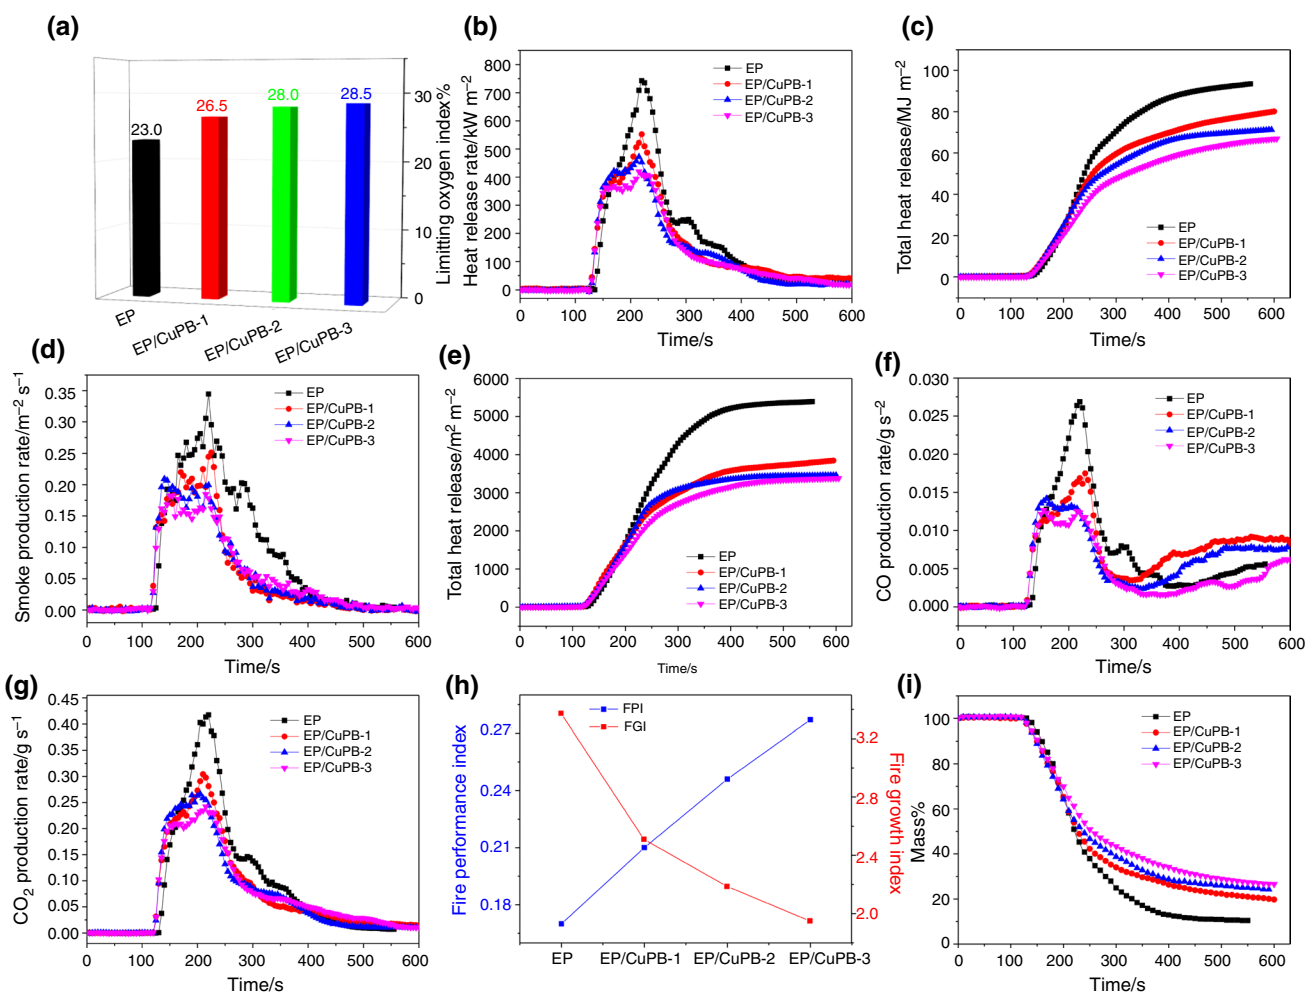 (a)
23.0
26.5
28.0
28.5
30
20
10
0
Limitting oxygen index%
EP
EP/CuPB-1
EP/CuPB-2
EP/CuPB-3
(b)
Heat release rate/kW m⁻²
800
700
600
500
400
300
200
100
0
EP
EP/CuPB-1
EP/CuPB-2
EP/CuPB-3
0 100 200 300 400 500 600
Time/s
(c)
Total heat release/MJ m⁻²
100
80
60
40
20
0
EP
EP/CuPB-1
EP/CuPB-2
EP/CuPB-3
0 100 200 300 400 500 600
Time/s
(d)
Smoke production rate/m⁻² s⁻¹
0.35
0.30
0.25
0.20
0.15
0.10
0.05
0.00
EP
EP/CuPB-1
EP/CuPB-2
EP/CuPB-3
0 100 200 300 400 500 600
Time/s
(e)
Total heat release/m² m⁻²
6000
5000
4000
3000
2000
1000
0
EP
EP/CuPB-1
EP/CuPB-2
EP/CuPB-3
0 100 200 300 400 500 600
Time/s
(f)
CO production rate/g s⁻²
0.030
0.025
0.020
0.015
0.010
0.005
0.000
EP
EP/CuPB-1
EP/CuPB-2
EP/CuPB-3
0 100 200 300 400 500 600
Time/s
(g)
CO₂ production rate/g s⁻¹
0.45
0.40
0.35
0.30
0.25
0.20
0.15
0.10
0.05
0.00
EP
EP/CuPB-1
EP/CuPB-2
EP/CuPB-3
0 100 200 300 400 500 600
Time/s
(h)
Fire performance index
0.27
0.24
0.21
0.18
FPI
FGI
3.2
2.8
2.4
2.0
Fire growth index
EP EP/CuPB-1 EP/CuPB-2 EP/CuPB-3
(i)
Mass%
100
80
60
40
20
0
EP
EP/CuPB-1
EP/CuPB-2
EP/CuPB-3
0 100 200 300 400 500 600
Time/s